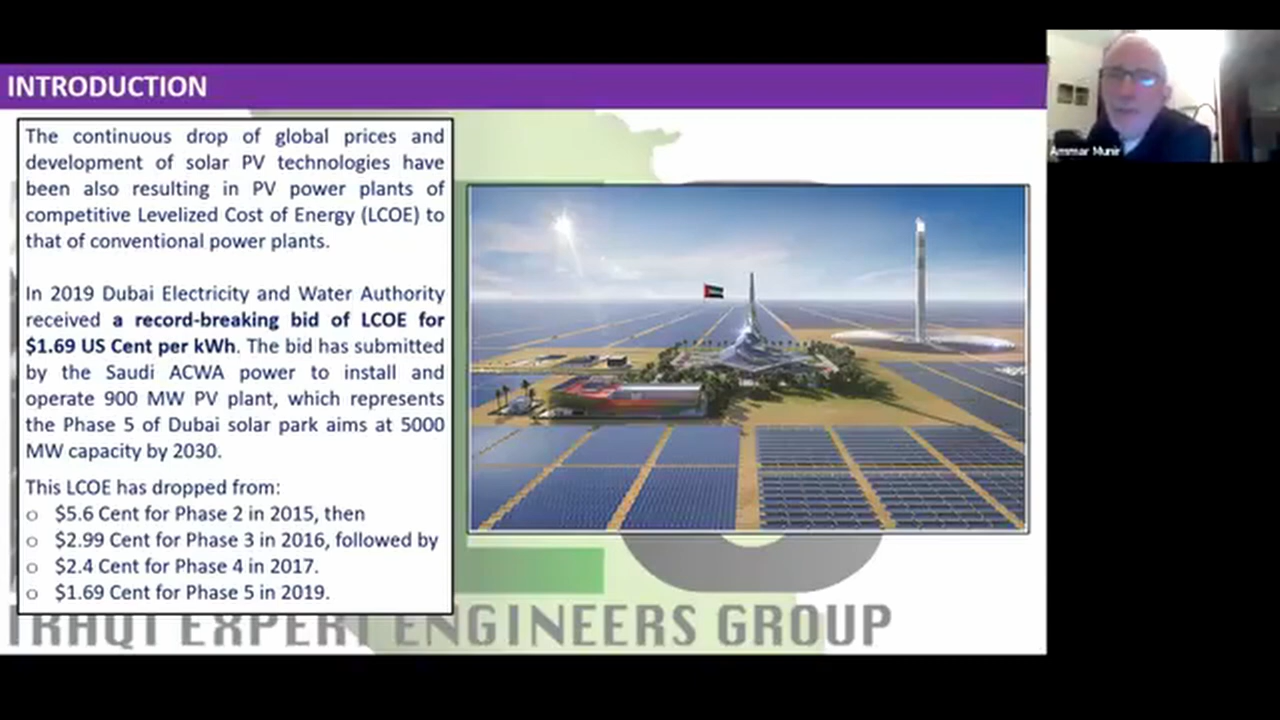 INTRODUCTION
The continuous drop of global prices and
development of solar PV technologies have
been also resulting in PV power plants of
competitive Levelized Cost of Energy (LCOE) to
that of conventional power plants.
In 2019 Dubai Electricity and Water Authority
received a record-breaking bid of LCOE for
$1.69 US Cent per kWh. The bid has submitted
by the Saudi ACWA power to install and
operate 900 MW PV plant, which represents
the Phase 5 of Dubai solar park aims at 5000
MW capacity by 2030.
This LCOE has dropped from:
o $5.6 Cent for Phase 2 in 2015, then
o $2.99 Cent for Phase 3 in 2016, followed by
o $2.4 Cent for Phase 4 in 2017.
o $1.69 Cent for Phase 5 in 2019.
IRAQI EXPERT ENGINEERS GROUP
Ammar Munir